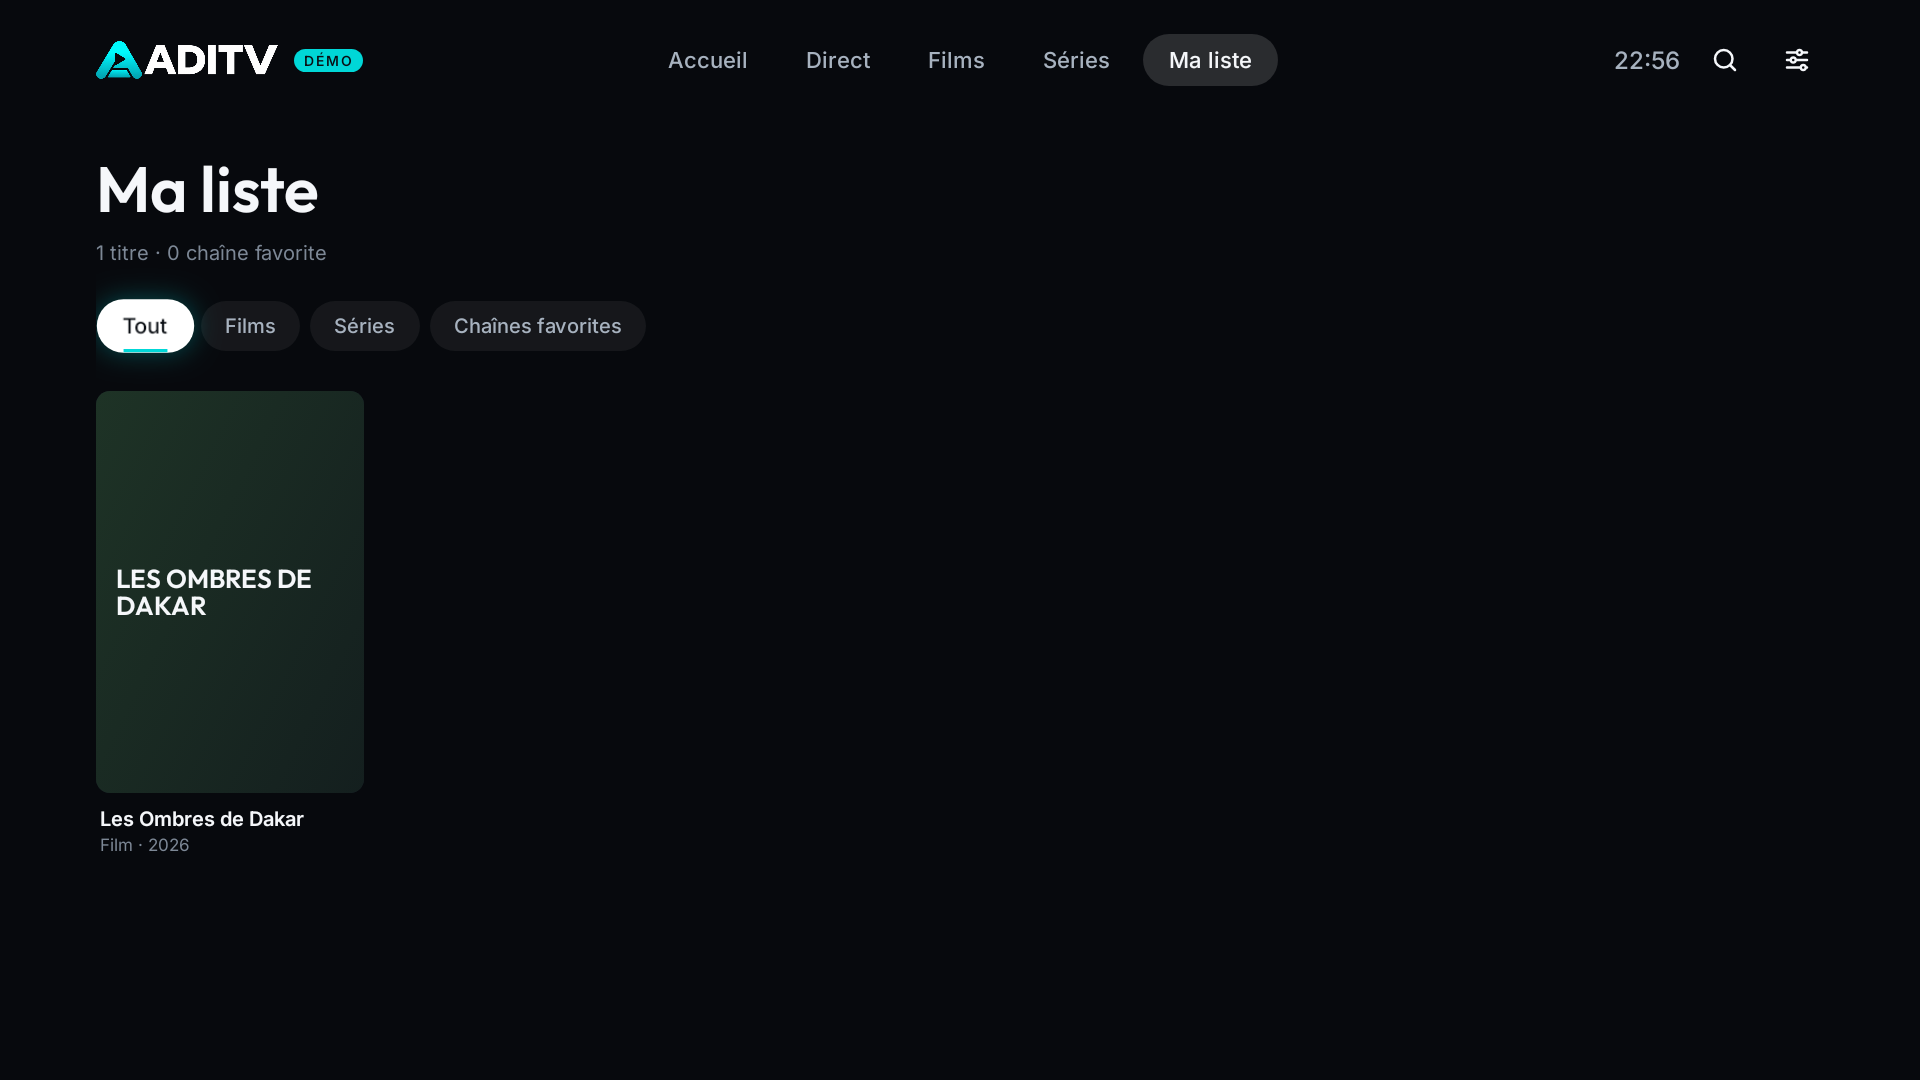 ADITV DÉMO Accueil Direct Films Séries Ma liste 22:56
Ma liste
1 titre · 0 chaîne favorite
Tout Films Séries Chaînes favorites
LES OMBRES DE
DAKAR
Les Ombres de Dakar
Film · 2026